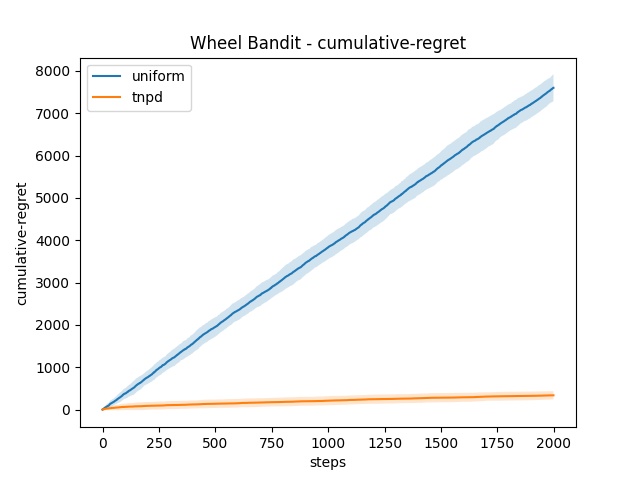 Wheel Bandit - cumulative-regret
uniform
tnpd
cumulative-regret
8000
7000
6000
5000
4000
3000
2000
1000
0
0 250 500 750 1000 1250 1500 1750 2000
steps